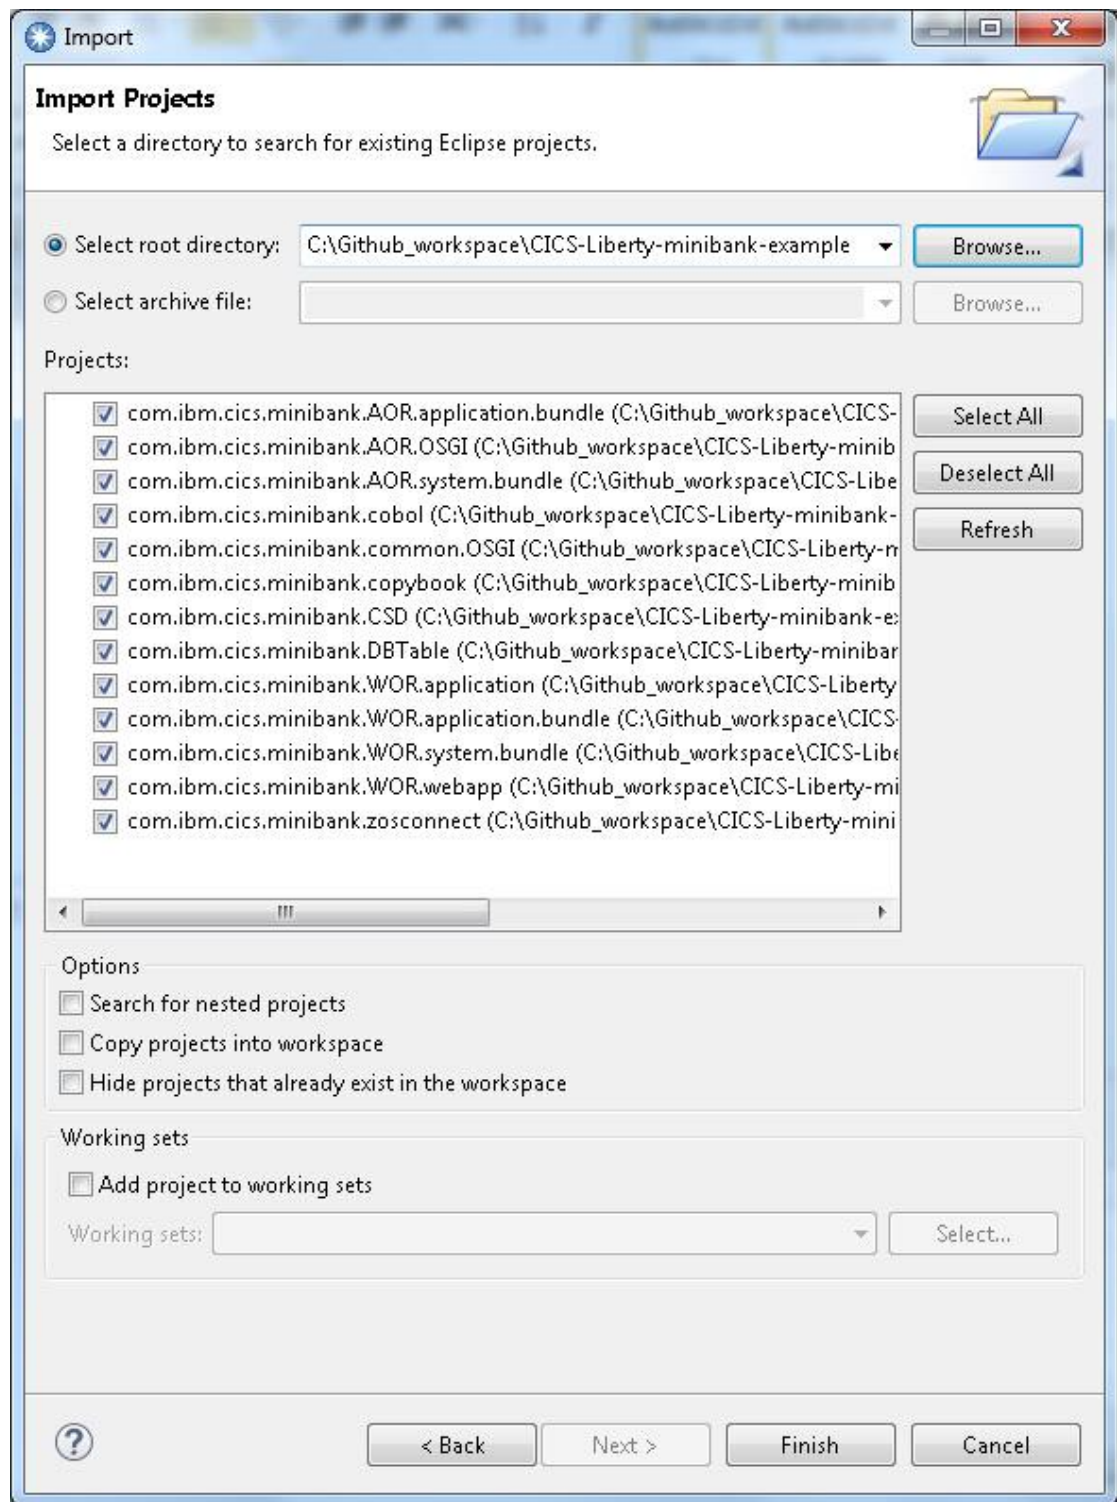 Import
Import Projects
Select a directory to search for existing Eclipse projects.
Select root directory: C:\Github_workspace\CICS-Liberty-minibank-example Browse...
Select archive file: Browse...
Projects:
com.ibm.cics.minibank.AOR.application.bundle (C:\Github_workspace\CICS-
com.ibm.cics.minibank.AOR.OSGI (C:\Github_workspace\CICS-Liberty-minib
com.ibm.cics.minibank.AOR.system.bundle (C:\Github_workspace\CICS-Libe
com.ibm.cics.minibank.cobol (C:\Github_workspace\CICS-Liberty-minibank-
com.ibm.cics.minibank.common.OSGI (C:\Github_workspace\CICS-Liberty-m
com.ibm.cics.minibank.copybook (C:\Github_workspace\CICS-Liberty-minib
com.ibm.cics.minibank.CSD (C:\Github_workspace\CICS-Liberty-minibank-e
com.ibm.cics.minibank.DBTable (C:\Github_workspace\CICS-Liberty-miniban
com.ibm.cics.minibank.WOR.application (C:\Github_workspace\CICS-Liberty
com.ibm.cics.minibank.WOR.application.bundle (C:\Github_workspace\CICS-
com.ibm.cics.minibank.WOR.system.bundle (C:\Github_workspace\CICS-Libe
com.ibm.cics.minibank.WOR.webapp (C:\Github_workspace\CICS-Liberty-mi
com.ibm.cics.minibank.zosconnect (C:\Github_workspace\CICS-Liberty-mini
Select All
Deselect All
Refresh
Options
Search for nested projects
Copy projects into workspace
Hide projects that already exist in the workspace
Working sets
Add project to working sets
Working sets: Select...
? < Back Next > Finish Cancel